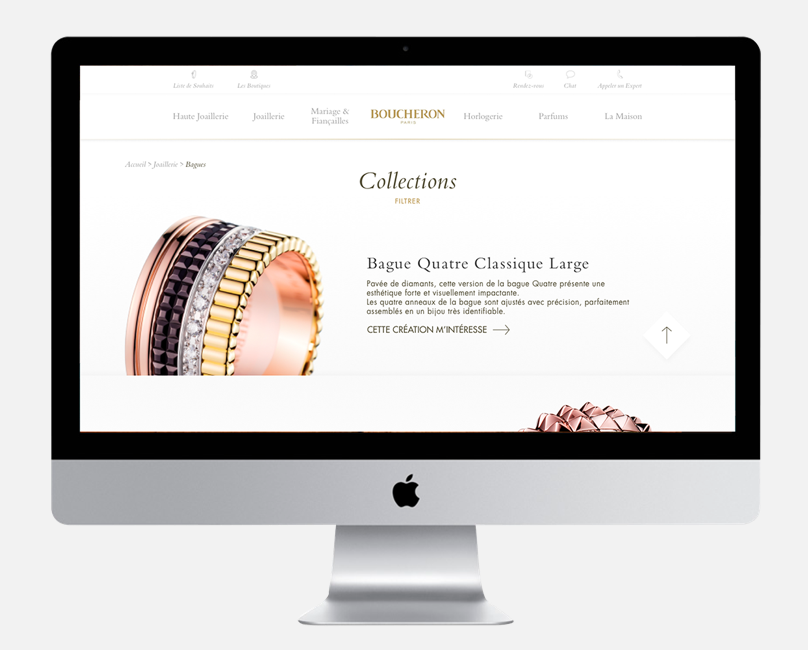 Livre de Souhaits
Les Boutiques
Rendez-vous
Chat
Appeler un Expert
Haute Joaillerie
Joaillerie
Mariage &
Fiançailles
BOUCHERON
PARIS
Horlogerie
Parfums
La Maison
Accueil > Joaillerie > Bagues
Collections
FILTRER
Bague Quatre Classique Large
Pavée de diamants, cette version de la bague Quatre présente une
esthétique forte et visuellement impactante.
Les quatre anneaux de la bague sont ajustés avec précision, parfaitement
assemblés en un bijou très identifiable.
CETTE CRÉATION M'INTÉRESSE